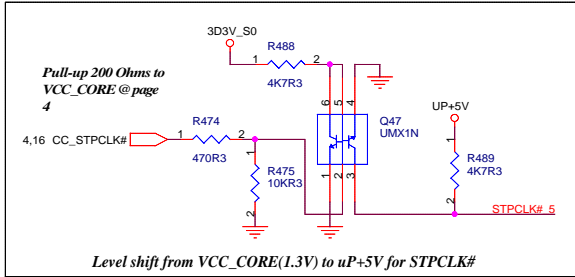 3D3V_S0
R488
1 2
4K7R3
Pull-up 200 Ohms to
VCC_CORE @ page
4
6 5 4
UP+5V
Q47
UMX1N
R474
4,16 CC_STPCLK#
1 2
470R3
1
R475
10KR3
2
1 2 3
1
R489
4K7R3
2
STPCLK#_5
Level shift from VCC_CORE(1.3V) to uP+5V for STPCLK#